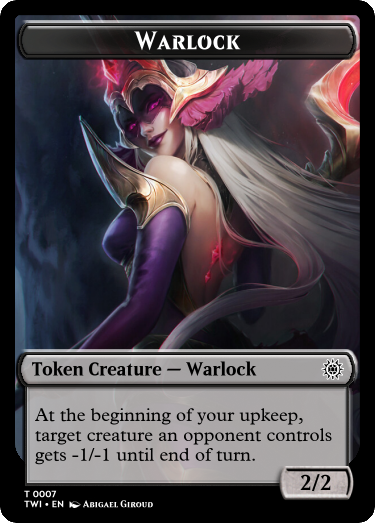 Warlock
Token Creature — Warlock
At the beginning of your upkeep,
target creature an opponent controls
gets -1/-1 until end of turn.
2/2
T 0007
TWI • EN Abigael Giroud